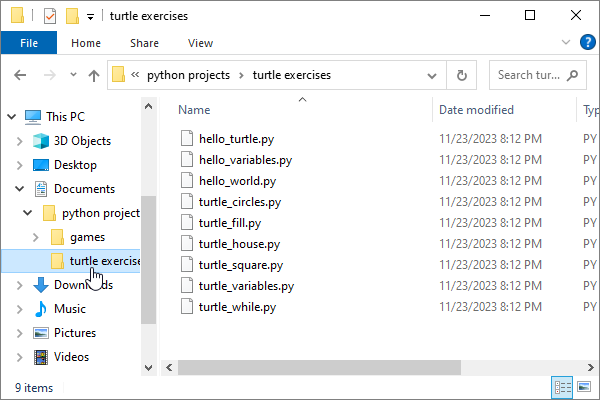 turtle exercises
File Home Share View
python projects turtle exercises Search tur...
This PC
3D Objects
Desktop
Documents
python project
games
turtle exercise
Downloads
Music
Pictures
Videos
Name Date modified Typ
hello_turtle.py 11/23/2023 8:12 PM PY
hello_variables.py 11/23/2023 8:12 PM PY
hello_world.py 11/23/2023 8:12 PM PY
turtle_circles.py 11/23/2023 8:12 PM PY
turtle_fill.py 11/23/2023 8:12 PM PY
turtle_house.py 11/23/2023 8:12 PM PY
turtle_square.py 11/23/2023 8:12 PM PY
turtle_variables.py 11/23/2023 8:12 PM PY
turtle_while.py 11/23/2023 8:12 PM PY
9 items